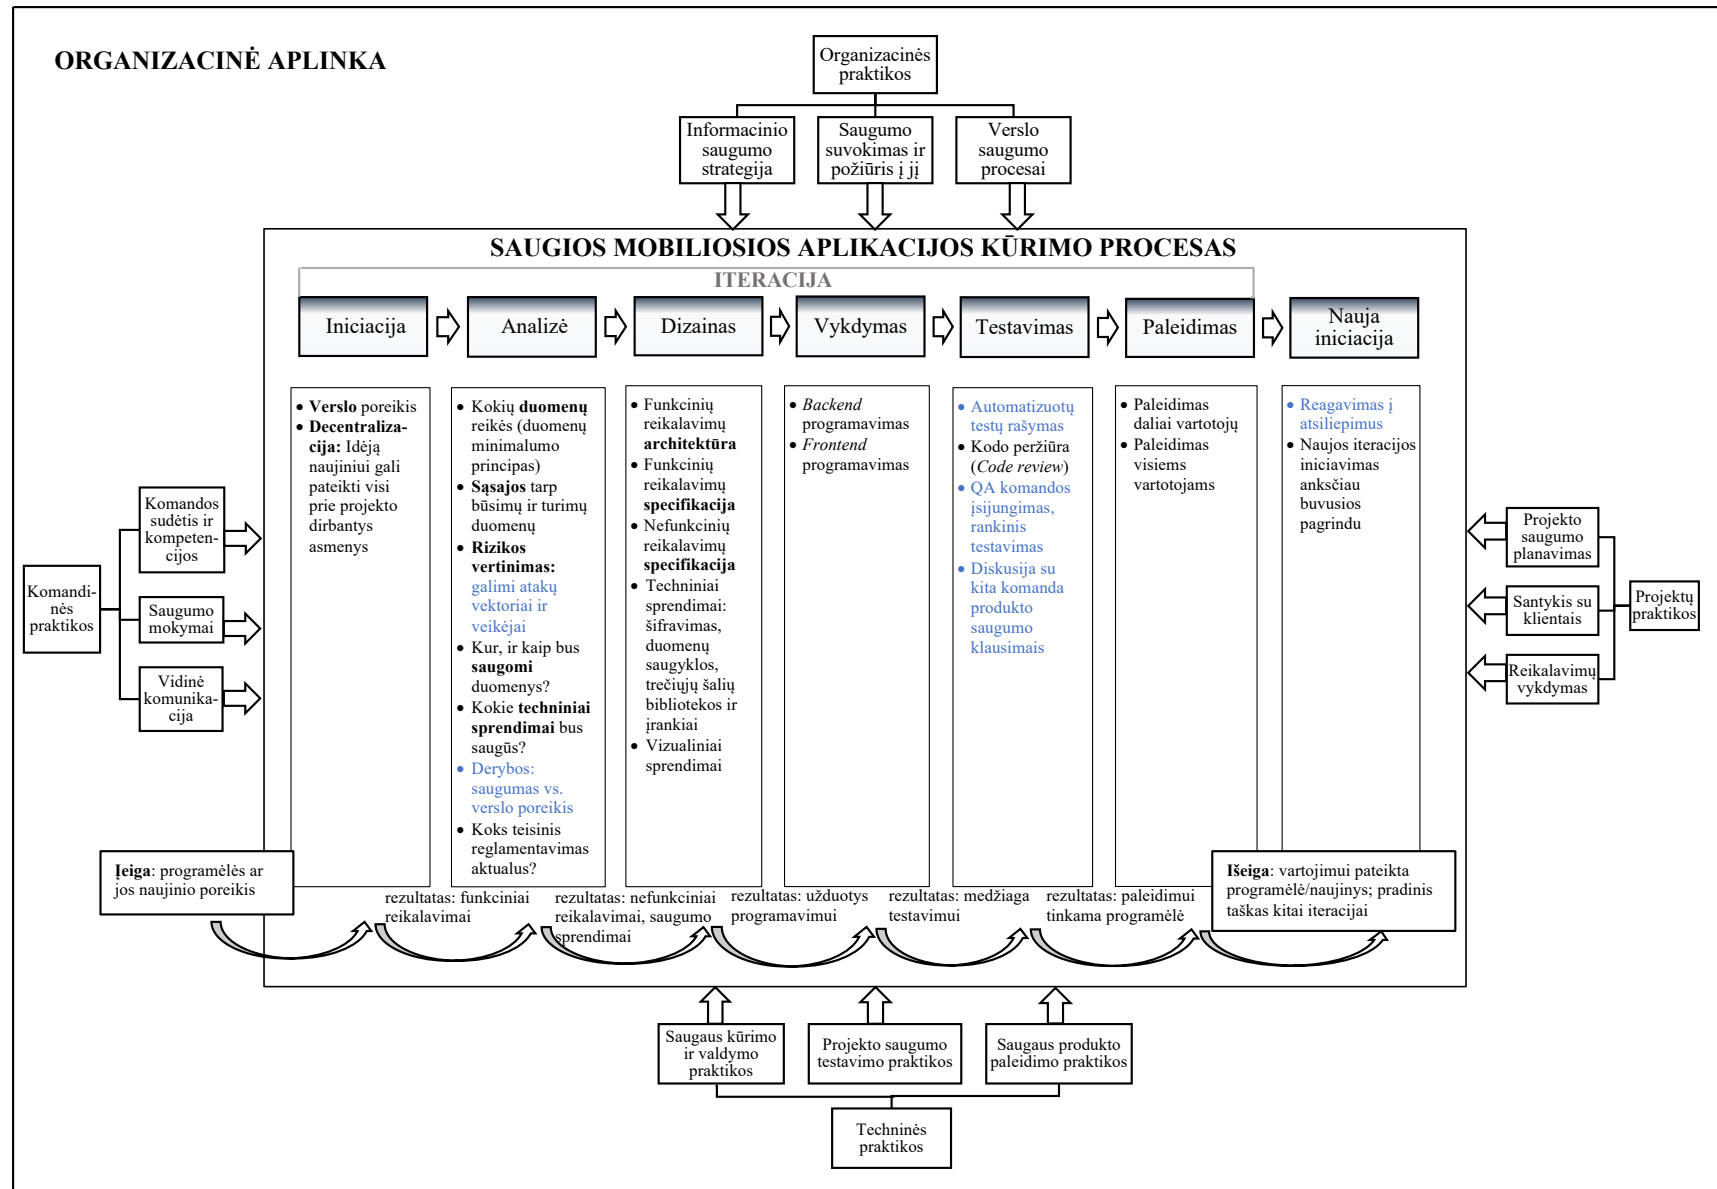 ORGANIZACINĖ APLINKA
Organizacinės
praktikos
Informacinio
saugumo
strategija
Saugumo
suvokimas ir
požiūris į jį
Verslo
saugumo
procesai
SAUGIOS MOBILIOSIOS APLIKACIJOS KŪRIMO PROCESAS
ITERACIJA
Iniciacija
Analizė
Dizainas
Vykdymas
Testavimas
Paleidimas
Nauja
iniciacija
• Verslo poreikis
• Decentraliza-
cija: Idėją
naujiniui gali
pateikti visi
prie projekto
dirbantys
asmenys
• Kokių duomenų
reikės (duomenų
minimalumo
principas)
• Sąsajos tarp
būsimų ir turimų
duomenų
• Rizikos
vertinimas:
galimi atakų
vektoriai ir
veikėjai
• Kur, ir kaip bus
saugomi
duomenys?
• Kokie techniniai
sprendimai bus
saugūs?
• Derybos:
saugumas vs.
verslo poreikis
• Koks teisinis
reglamentavimas
aktualus?
• Funkcinių
reikalavimų
architektūra
• Funkcinių
reikalavimų
specifikacija
• Nefunkcinių
reikalavimų
specifikacija
• Techniniai
sprendimai:
šifravimas,
duomenų
saugyklos,
trečiųjų šalių
bibliotekos ir
įrankiai
• Vizualiniai
sprendimai
• Backend
programavimas
• Frontend
programavimas
• Automatizuotų
testų rašymas
• Kodo peržiūra
(Code review)
• QA komandos
įsijungimas,
rankinis
testavimas
• Diskusija su
kita komanda
produkto
saugumo
klausimais
• Paleidimas
daliai vartotojų
• Paleidimas
visiems
vartotojams
• Reagavimas į
atsiliepimus
• Naujos iteracijos
iniciavimas
anksčiau
buvusios
pagrindu
Komandi-
nės
praktikos
Komandos
sudėtis ir
kompeten-
cijos
Saugumo
mokymai
Vidinė
komunika-
cija
Projekto
saugumo
planavimas
Santykis su
klientais
Reikalavimų
vykdymas
Projektų
praktikos
Įeiga: programėlės ar
jos naujinio poreikis
rezultatas: funkciniai
reikalavimai
rezultatas: nefunkciniai
reikalavimai, saugumo
sprendimai
rezultatas: užduotys
programavimui
rezultatas: medžiaga
testavimui
rezultatas: paleidimui
tinkama programėlė
Išeiga: vartojimui pateikta
programėlė/naujinys; pradinis
taškas kitai iteracijai
Saugaus kūrimo
ir valdymo
praktikos
Projekto saugumo
testavimo praktikos
Saugaus produkto
paleidimo praktikos
Techninės
praktikos